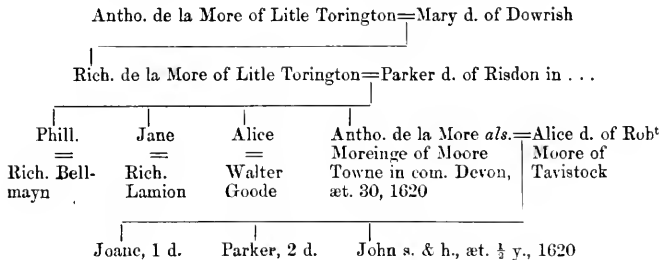 Antho. de la More of Litle Torington=Mary d. of Dowrish
Rich. de la More of Litle Torington=Parker d. of Risdon in . . .
Phill.
=
Rich. Bell-
mayn
Jane
=
Rich.
Lamion
Alice
=
Walter
Goode
Antho. de la More als.=Alice d. of Robt
Moreinge of Moore Moore of
Towne in com. Devon, Tavistock
æt. 30, 1620
Joane, 1 d. Parker, 2 d. John s. & h., æt. ½ y., 1620